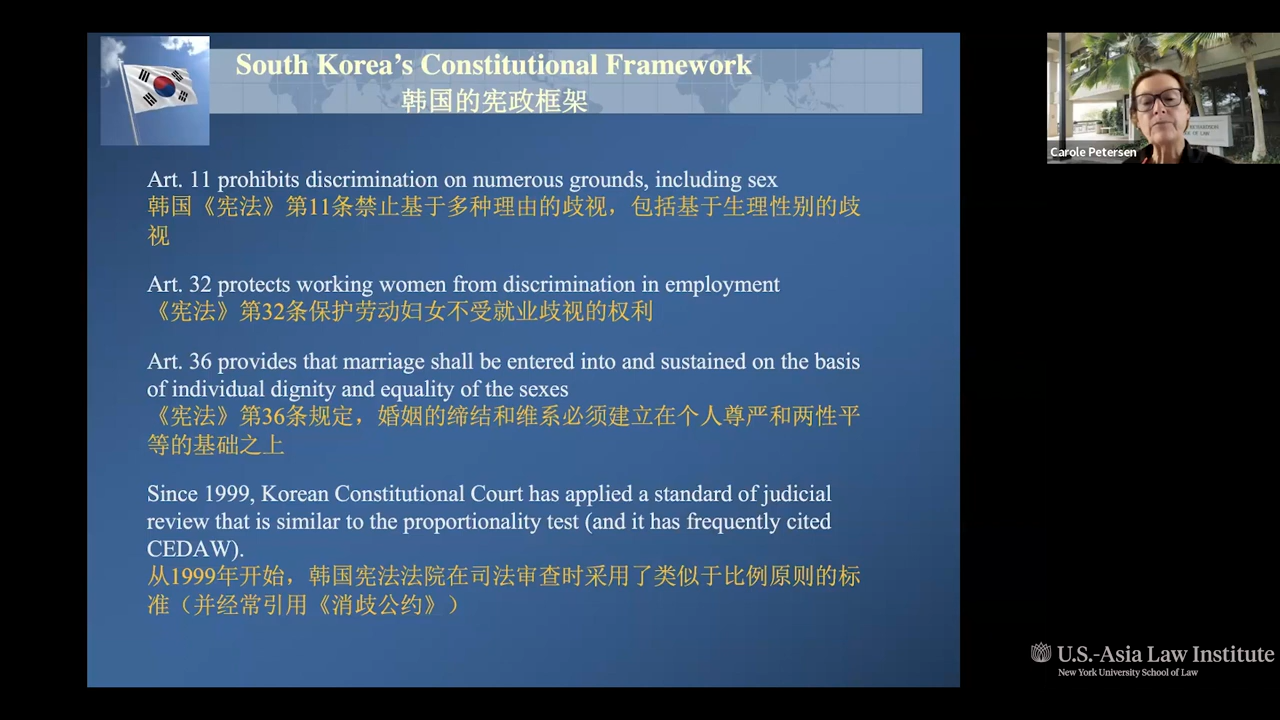 South Korea's Constitutional Framework
韩国的宪政框架
Art. 11 prohibits discrimination on numerous grounds, including sex
韩国《宪法》第11条禁止基于多种理由的歧视，包括基于生理性别的歧
视
Art. 32 protects working women from discrimination in employment
《宪法》第32条保护劳动妇女不受就业歧视的权利
Art. 36 provides that marriage shall be entered into and sustained on the basis
of individual dignity and equality of the sexes
《宪法》第36条规定，婚姻的缔结和维系必须建立在个人尊严和两性平
等的基础之上
Since 1999, Korean Constitutional Court has applied a standard of judicial
review that is similar to the proportionality test (and it has frequently cited
CEDAW).
从1999年开始，韩国宪法法院在司法审查时采用了类似于比例原则的标
准（并经常引用《消歧公约》）
Carole Petersen
U.S.-Asia Law Institute
New York University School of Law